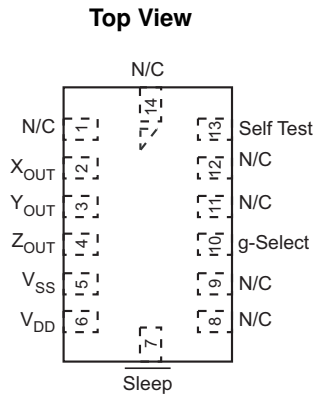 Top View
N/C
14
N/C 1 13 Self Test
X_OUT 2 12 N/C
Y_OUT 3 11 N/C
Z_OUT 4 10 g-Select
V_SS 5 9 N/C
V_DD 6 8 N/C
7
Sleep